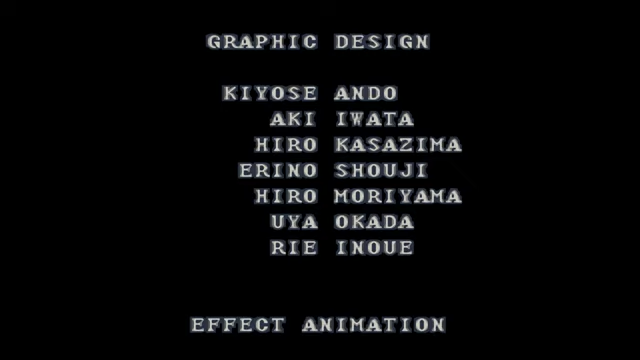 GRAPHIC DESIGN
KIYOSE ANDO
AKI IWATA
HIRO KASAZIMA
ERINO SHOUJI
HIRO MORIYAMA
UYA OKADA
RIE INOUE
EFFECT ANIMATION